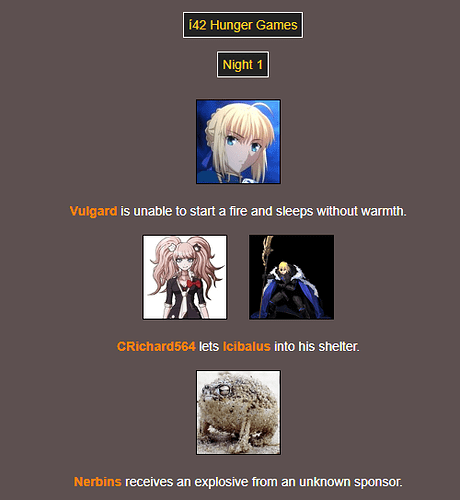 í42 Hunger Games
Night 1
Vulgard is unable to start a fire and sleeps without warmth.
CRichard564 lets Icibalus into his shelter.
Nerbins receives an explosive from an unknown sponsor.